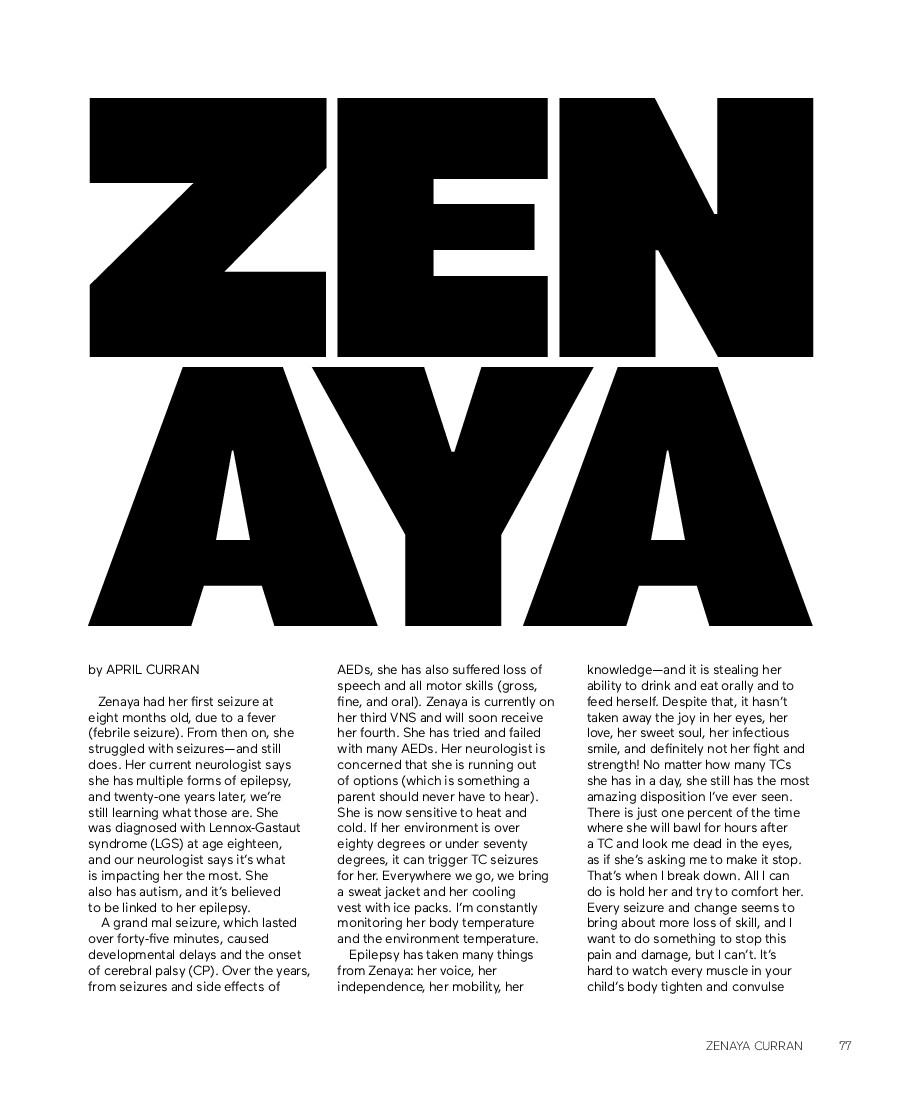 ZEN
AYA
by APRIL CURRAN
Zenaya had her first seizure at
eight months old, due to a fever
(febrile seizure). From then on, she
struggled with seizures—and still
does. Her current neurologist says
she has multiple forms of epilepsy,
and twenty-one years later, we’re
still learning what those are. She
was diagnosed with Lennox-Gastaut
syndrome (LGS) at age eighteen,
and our neurologist says it’s what
is impacting her the most. She
also has autism, and it’s believed
to be linked to her epilepsy.
A grand mal seizure, which lasted
over forty-five minutes, caused
developmental delays and the onset
of cerebral palsy (CP). Over the years,
from seizures and side effects of
AEDs, she has also suffered loss of
speech and all motor skills (gross,
fine, and oral). Zenaya is currently on
her third VNS and will soon receive
her fourth. She has tried and failed
with many AEDs. Her neurologist is
concerned that she is running out
of options (which is something a
parent should never have to hear).
She is now sensitive to heat and
cold. If her environment is over
eighty degrees or under seventy
degrees, it can trigger TC seizures
for her. Everywhere we go, we bring
a sweat jacket and her cooling
vest with ice packs. I’m constantly
monitoring her body temperature
and the environment temperature.
Epilepsy has taken many things
from Zenaya: her voice, her
independence, her mobility, her
knowledge—and it is stealing her
ability to drink and eat orally and to
feed herself. Despite that, it hasn’t
taken away the joy in her eyes, her
love, her sweet soul, her infectious
smile, and definitely not her fight and
strength! No matter how many TCs
she has in a day, she still has the most
amazing disposition I’ve ever seen.
There is just one percent of the time
where she will bawl for hours after
a TC and look me dead in the eyes,
as if she’s asking me to make it stop.
That’s when I break down. All I can
do is hold her and try to comfort her.
Every seizure and change seems to
bring about more loss of skill, and I
want to do something to stop this
pain and damage, but I can’t. It’s
hard to watch every muscle in your
child’s body tighten and convulse
ZENAYA CURRAN 77